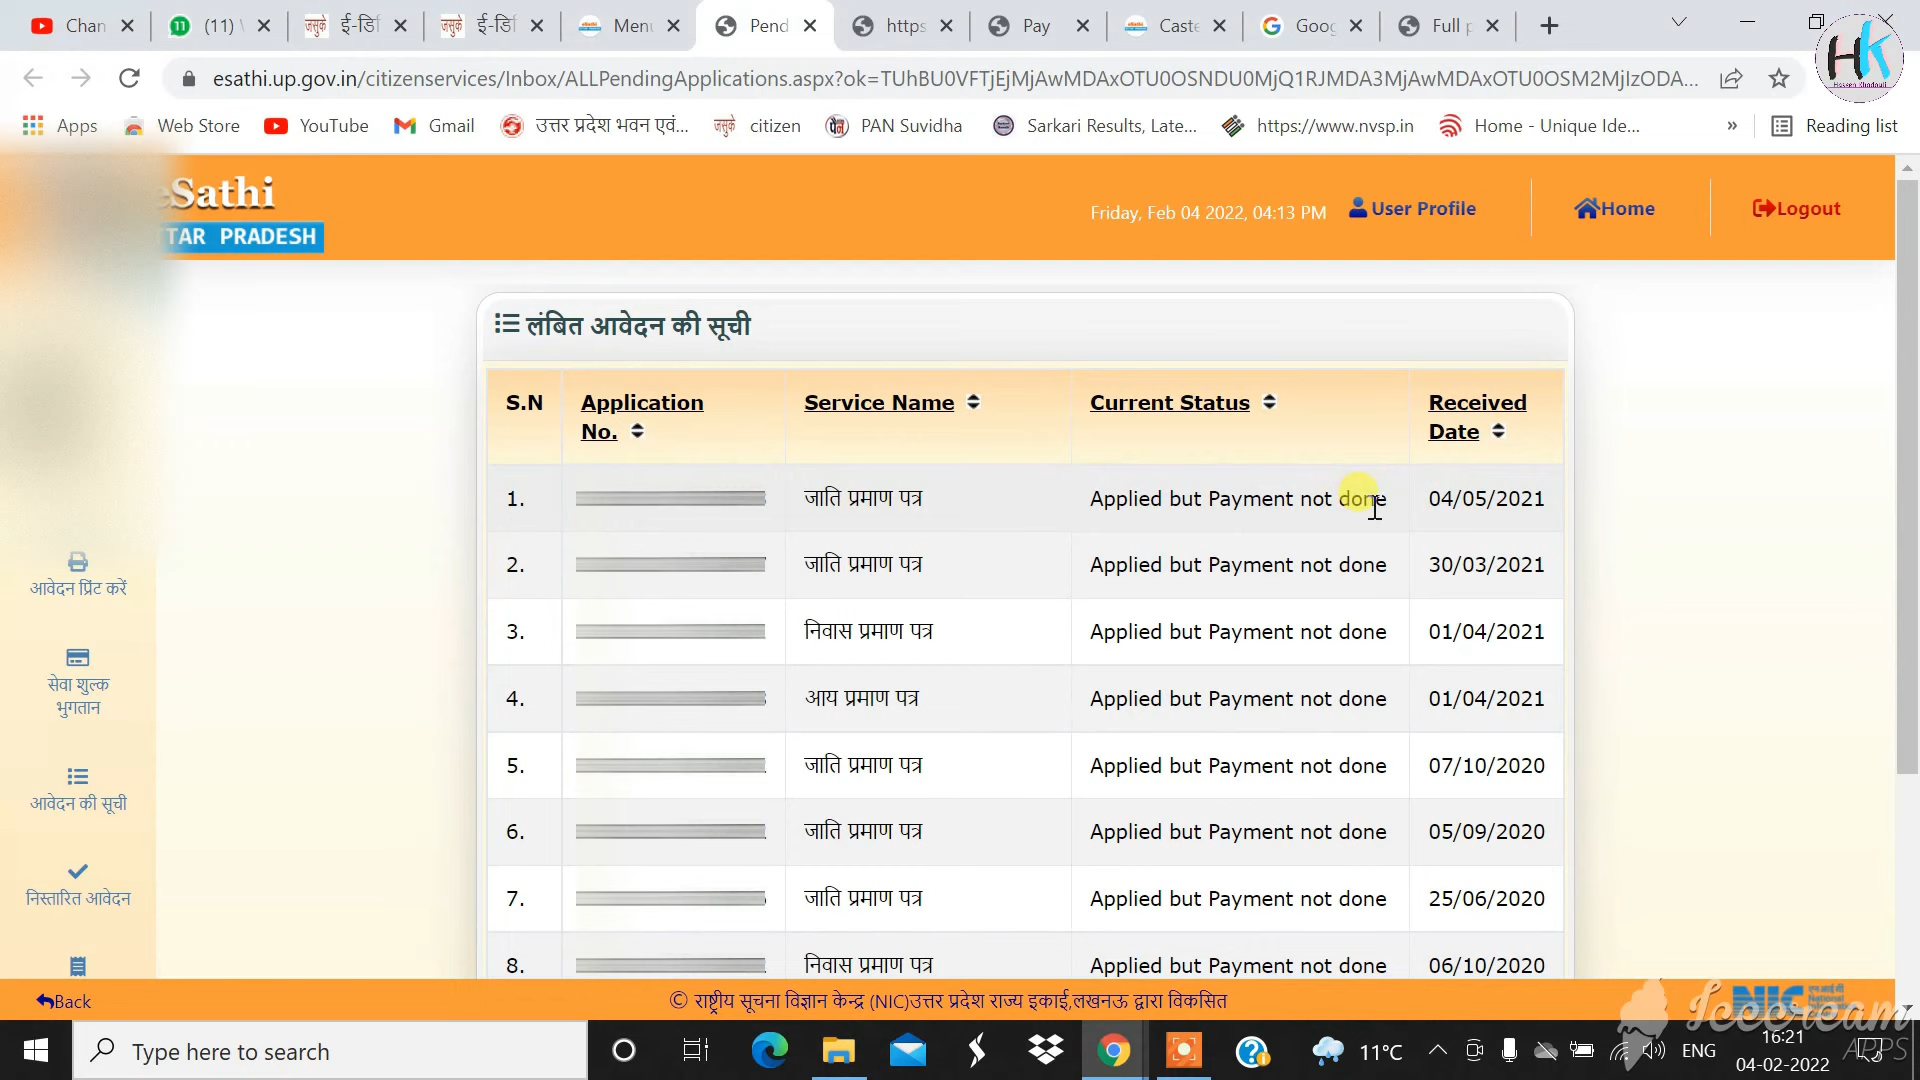 Chan
(11)
ई-डि
ई-डि
Menu
Pend
https
Pay
Caste
Goog
Full p
esathi.up.gov.in/citizenservices/Inbox/ALLPendingApplications.aspx?ok=TUhBU0VFTjEjMjAwMDAxOTU0OSNDU0MjQ1RJMDA3MjAwMDAxOTU0OSM2MjIzODA...
Apps
Web Store
YouTube
Gmail
उत्तर प्रदेश भवन एवं...
citizen
PAN Suvidha
Sarkari Results, Late...
https://www.nvsp.in
Home - Unique Ide...
»
Reading list
HK
eSathi
TTAR PRADESH
Friday, Feb 04 2022, 04:13 PM
User Profile
Home
Logout
लंबित आवेदन की सूची
S.N Application No. Service Name Current Status Received Date
1. जाति प्रमाण पत्र Applied but Payment not done 04/05/2021
2. जाति प्रमाण पत्र Applied but Payment not done 30/03/2021
3. निवास प्रमाण पत्र Applied but Payment not done 01/04/2021
4. आय प्रमाण पत्र Applied but Payment not done 01/04/2021
5. जाति प्रमाण पत्र Applied but Payment not done 07/10/2020
6. जाति प्रमाण पत्र Applied but Payment not done 05/09/2020
7. जाति प्रमाण पत्र Applied but Payment not done 25/06/2020
8. निवास प्रमाण पत्र Applied but Payment not done 06/10/2020
आवेदन प्रिंट करें
सेवा शुल्क
भुगतान
आवेदन की सूची
निस्तारित आवेदन
Back
© राष्ट्रीय सूचना विज्ञान केन्द्र (NIC)उत्तर प्रदेश राज्य इकाई,लखनऊ द्वारा विकसित
NIC
Icecream
APPS
Type here to search
11°C
ENG
16:21
04-02-2022